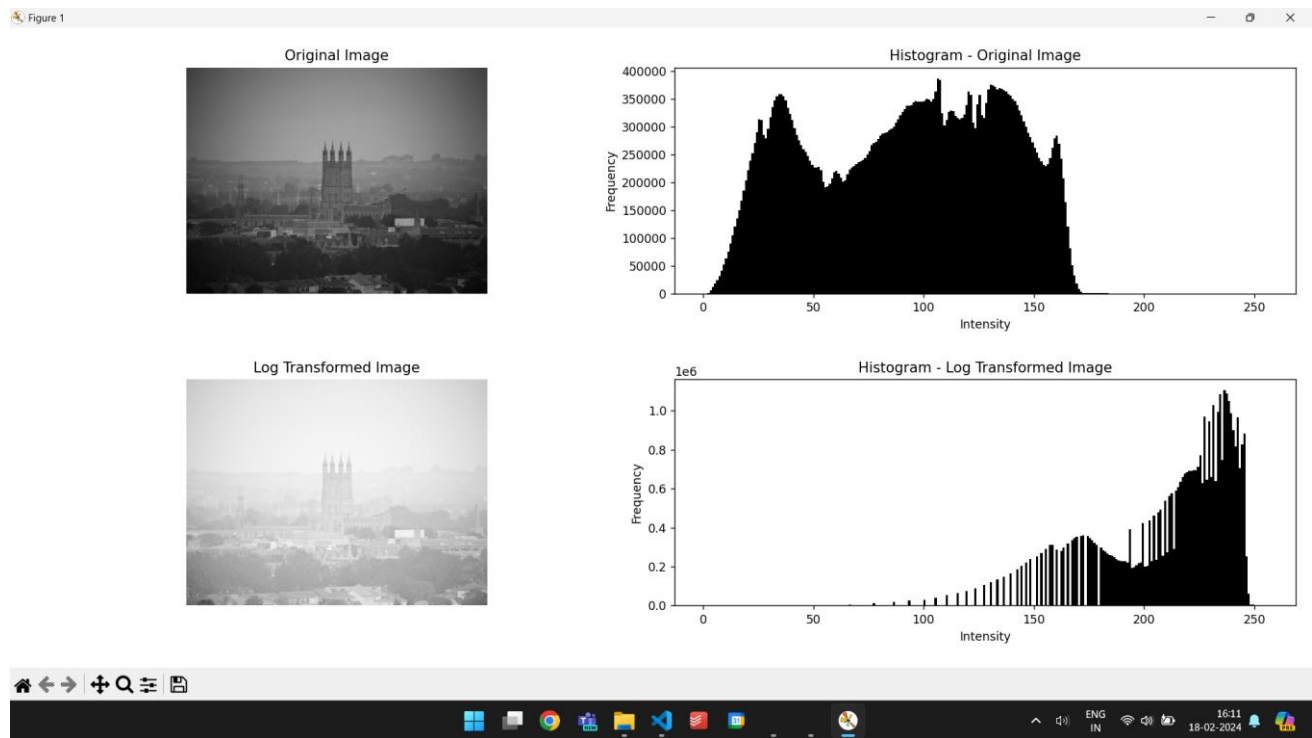 Figure 1
Original Image
Histogram - Original Image
400000
350000
300000
250000
200000
150000
100000
50000
0
Frequency
0 50 100 150 200 250
Intensity
Log Transformed Image
Histogram - Log Transformed Image
1e6
1.0
0.8
0.6
0.4
0.2
0.0
Frequency
0 50 100 150 200 250
Intensity
ENG
IN
16:11
18-02-2024